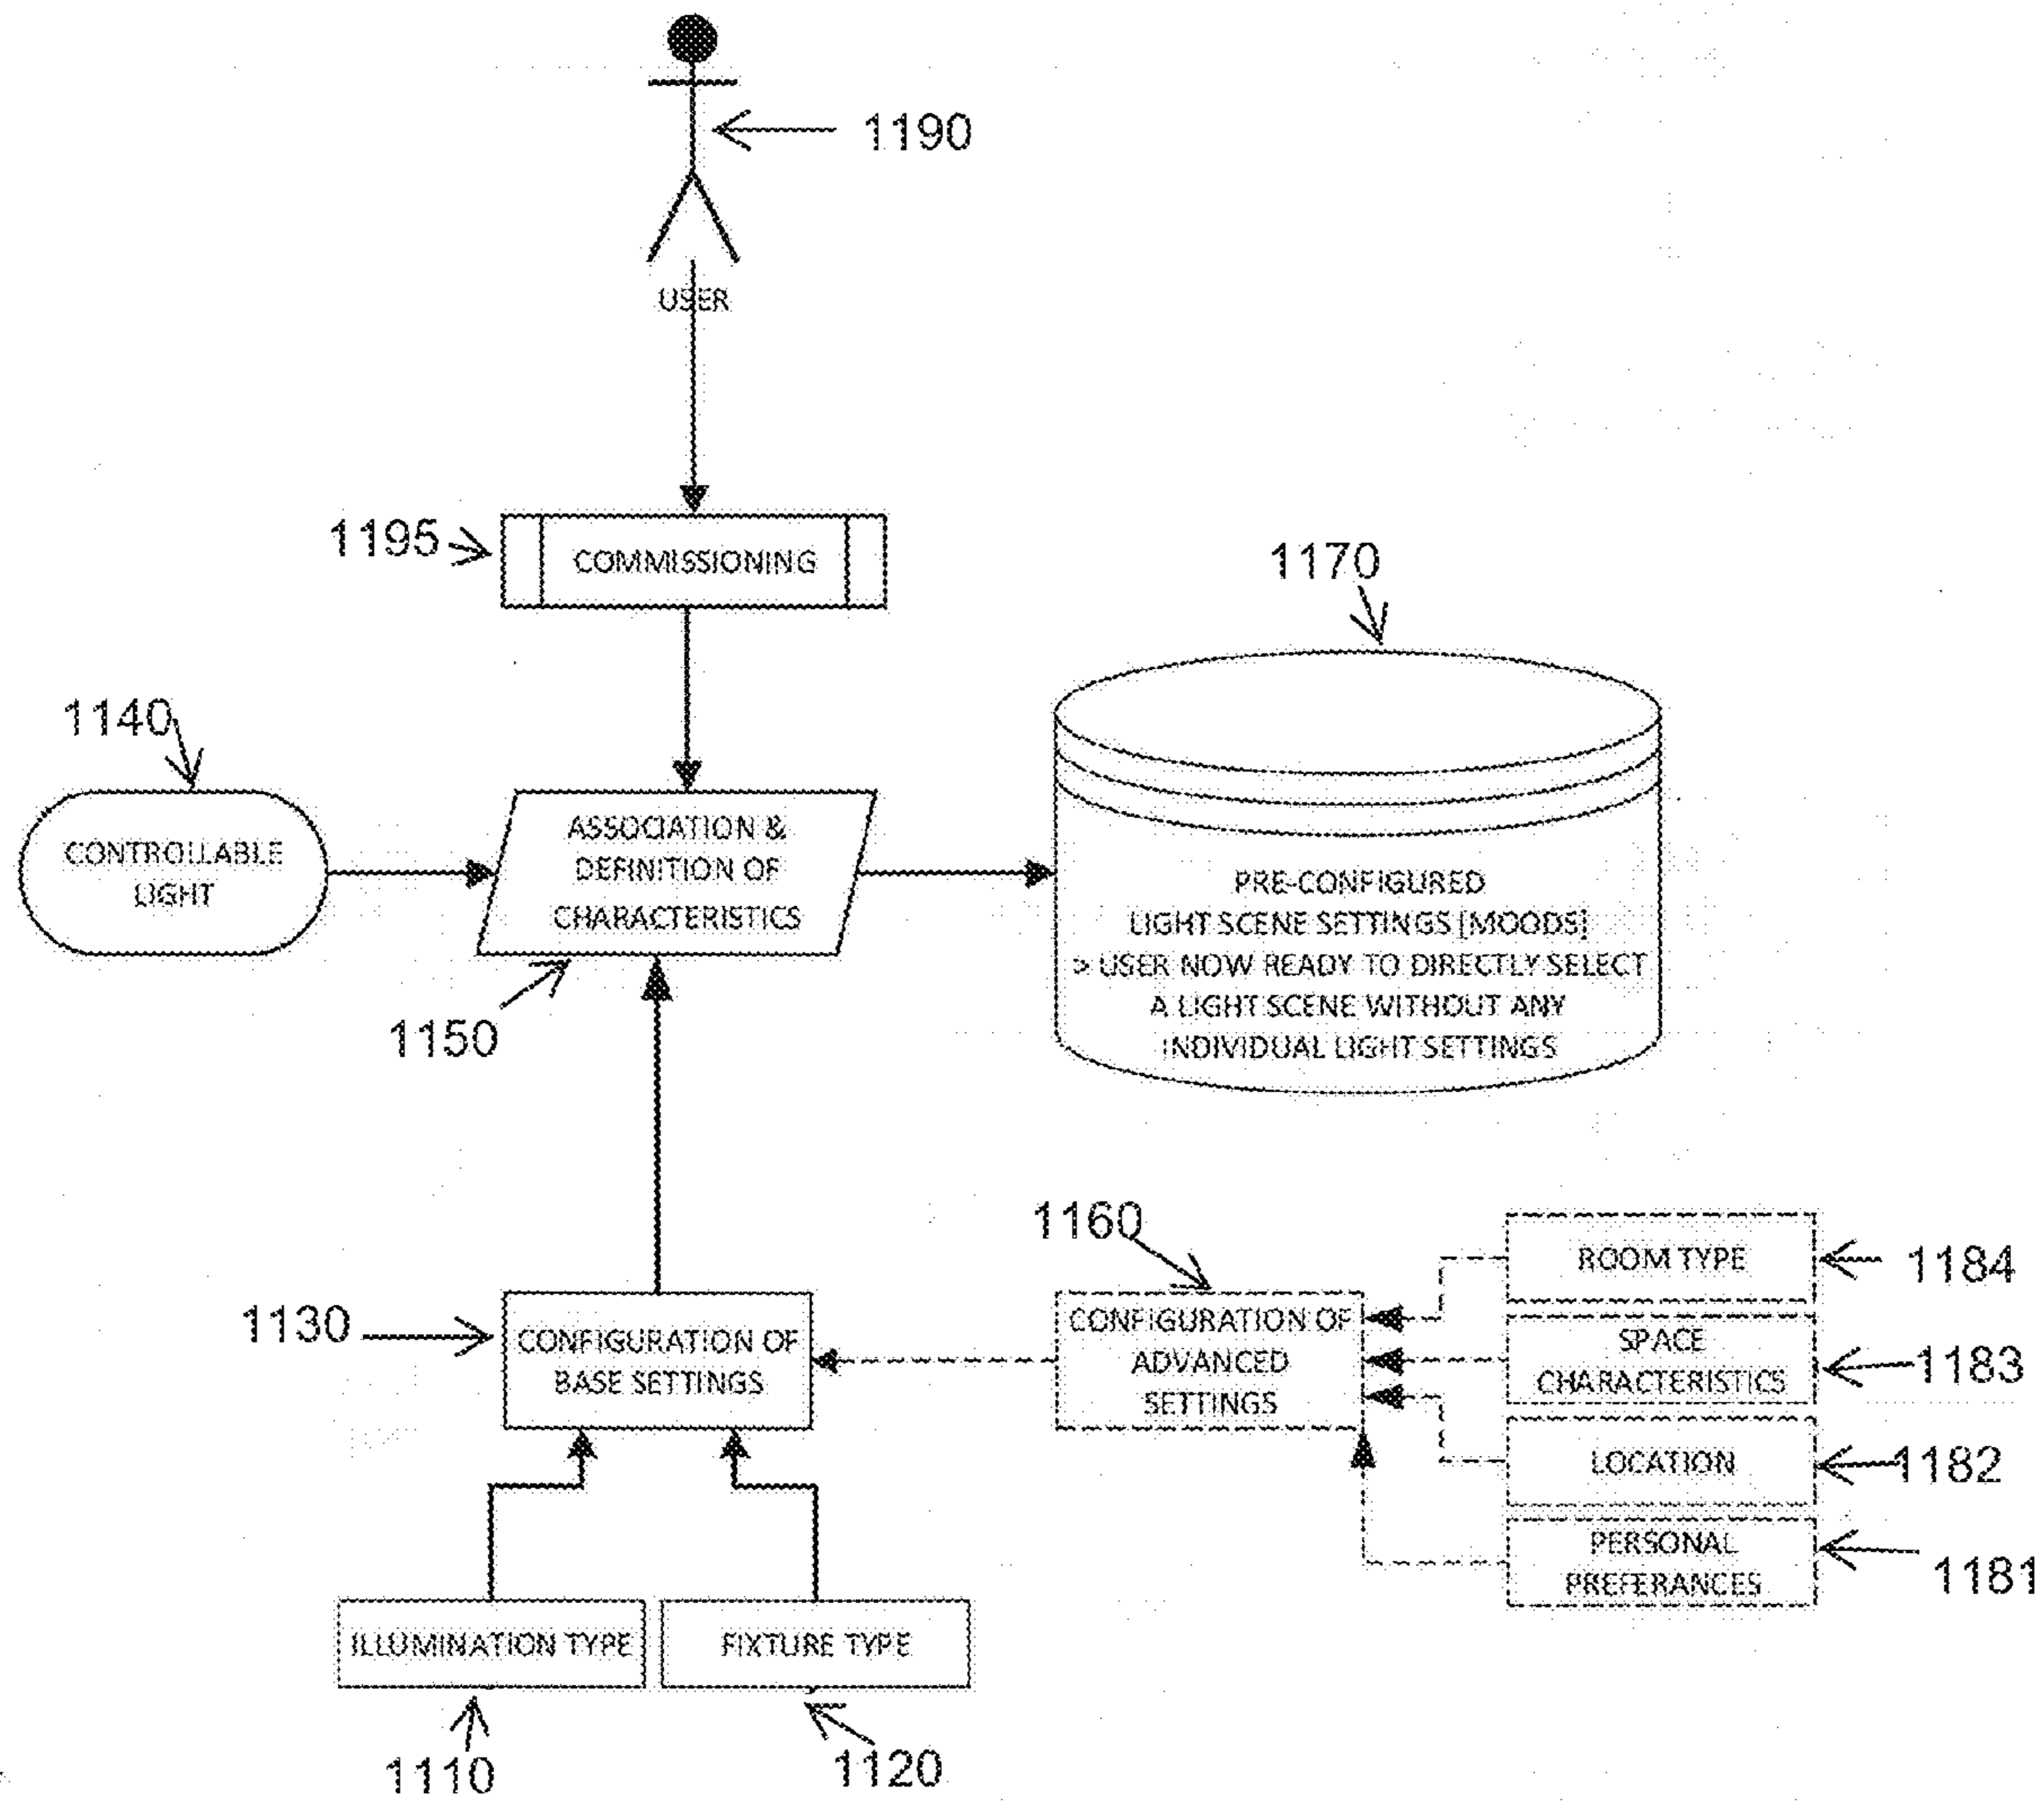 1190
USER
1195
COMMISSIONING
1170
1140
CONTROLLABLE
LIGHT
ASSOCIATION &
DEFINITION OF
CHARACTERISTICS
1150
PRE-CONFIGURED
LIGHT SCENE SETTINGS [MOODS]
> USER NOW READY TO DIRECTLY SELECT
A LIGHT SCENE WITHOUT ANY
INDIVIDUAL LIGHT SETTINGS
1160
1130
CONFIGURATION OF
BASE SETTINGS
CONFIGURATION OF
ADVANCED
SETTINGS
ROOM TYPE
1184
SPACE
CHARACTERISTICS
1183
LOCATION
1182
PERSONAL
PREFERANCES
1181
ILLUMINATION TYPE
FIXTURE TYPE
1110
1120